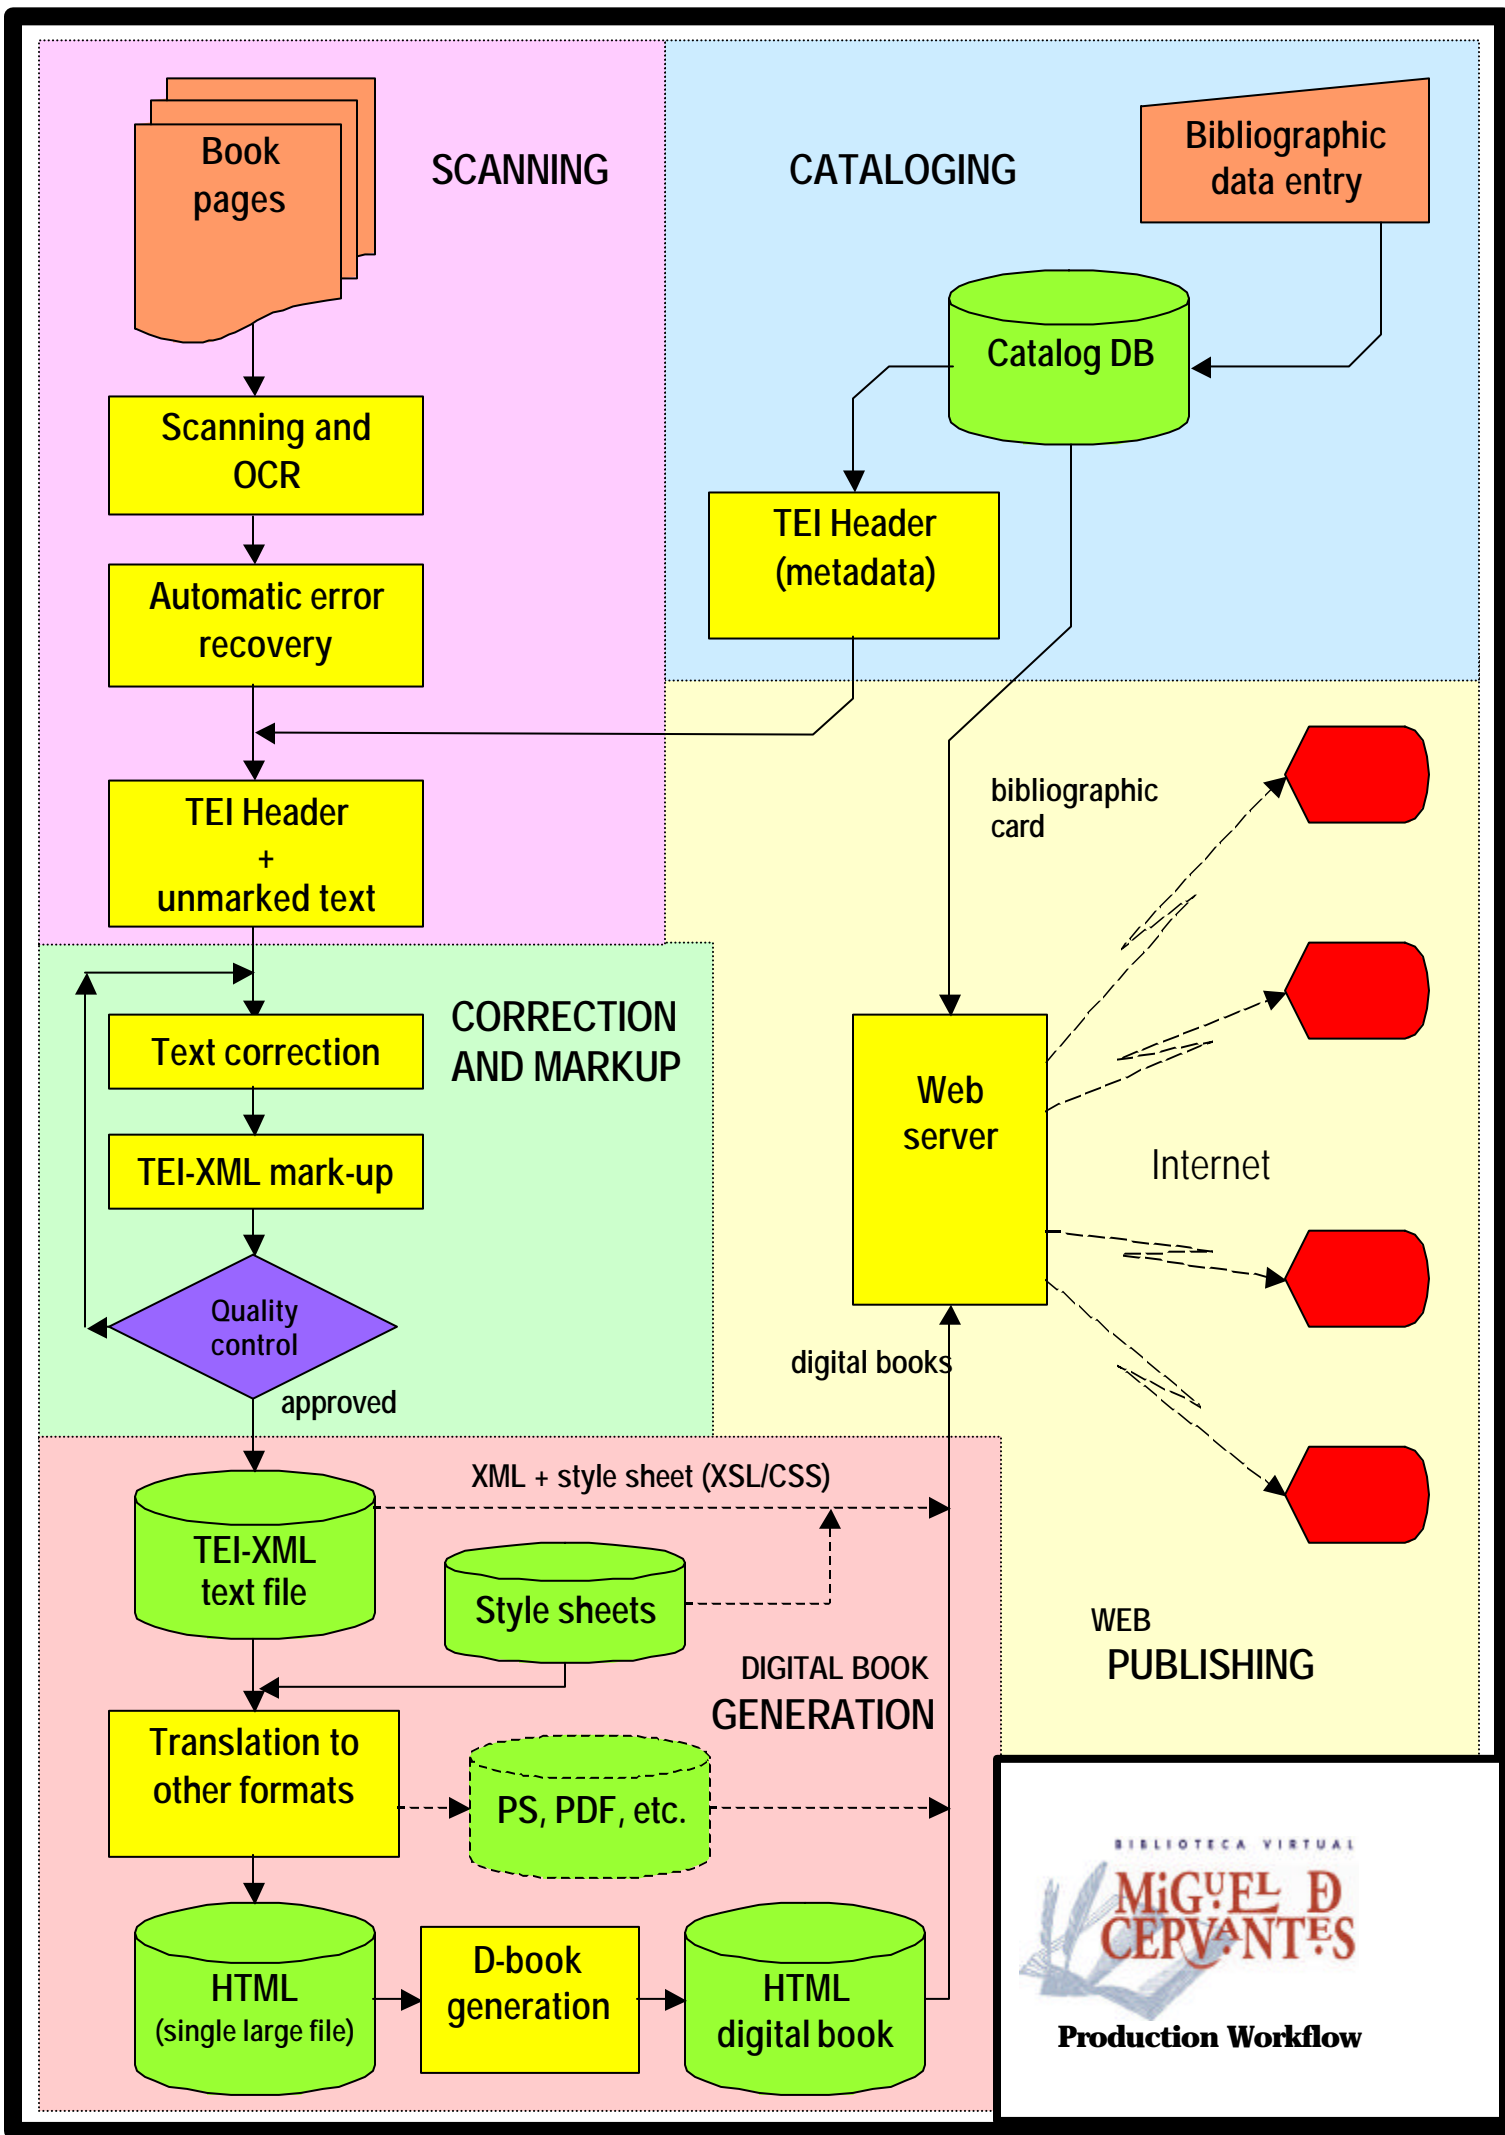 Book
pages
SCANNING
Scanning and
OCR
Automatic error
recovery
TEI Header
+
unmarked text
CATALOGING
Bibliographic
data entry
Catalog DB
TEI Header
(metadata)
CORRECTION
AND MARKUP
Text correction
TEI-XML mark-up
Quality
control
approved
bibliographic
card
Web
server
Internet
digital books
WEB
PUBLISHING
XML + style sheet (XSL/CSS)
TEI-XML
text file
Style sheets
DIGITAL BOOK
GENERATION
Translation to
other formats
PS, PDF, etc.
HTML
(single large file)
D-book
generation
HTML
digital book
BIBLIOTECA VIRTUAL
MiGUEL D
CERVANTES
Production Workflow